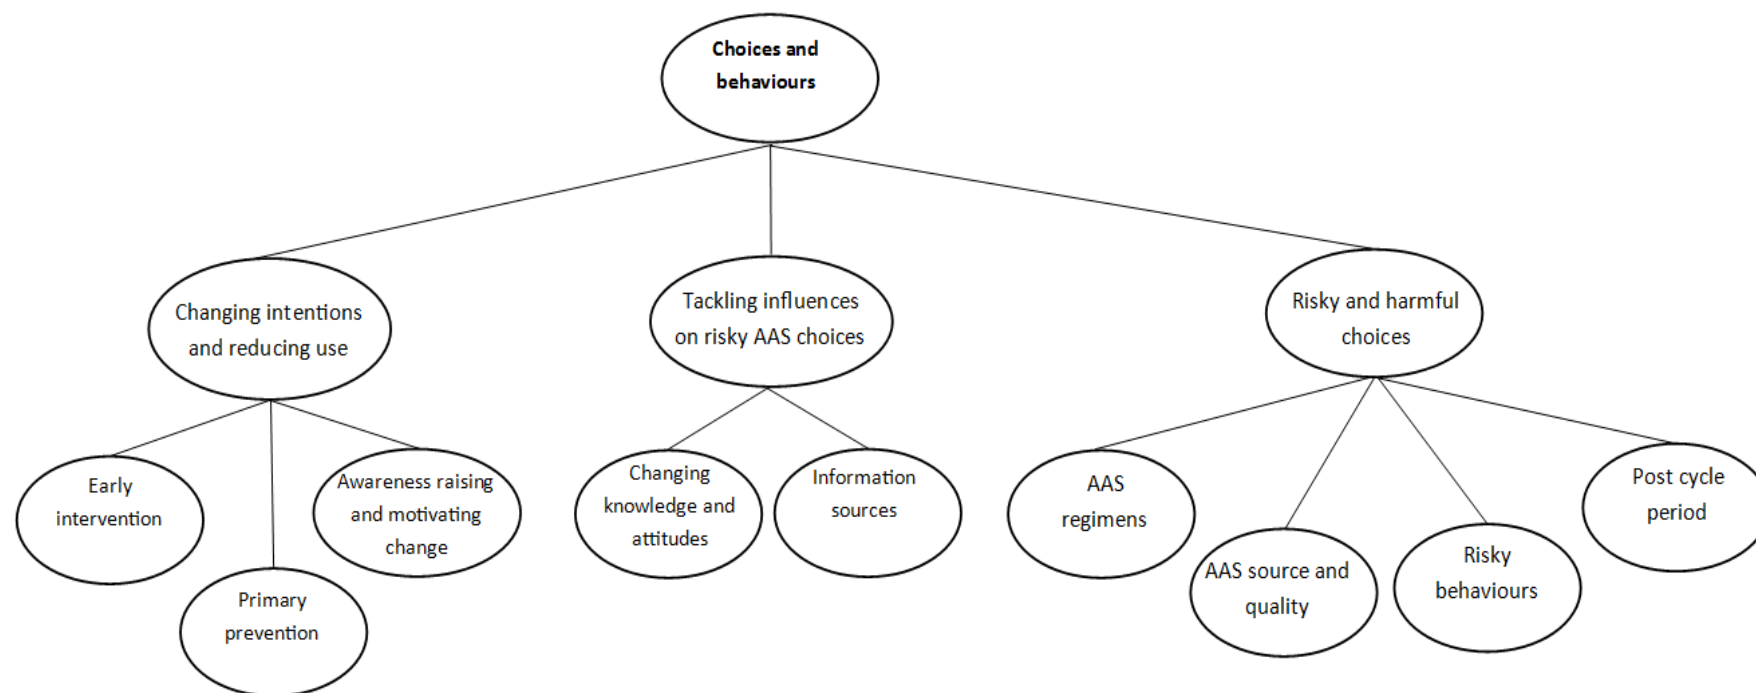 Choices and
behaviours
Changing intentions
and reducing use
Tackling influences
on risky AAS choices
Risky and harmful
choices
Early
intervention
Primary
prevention
Awareness raising
and motivating
change
Changing
knowledge and
attitudes
Information
sources
AAS
regimens
AAS source and
quality
Risky
behaviours
Post cycle
period